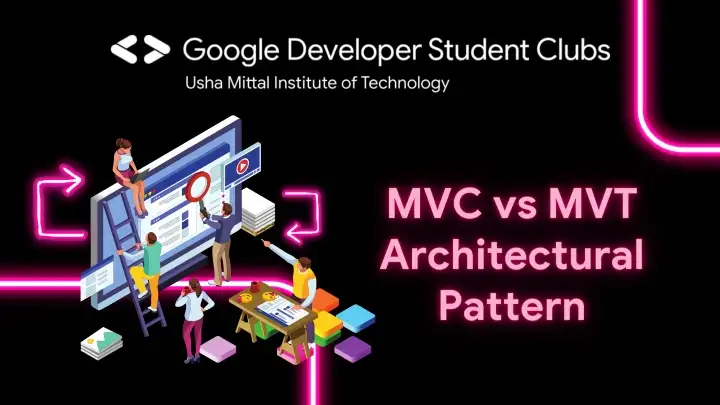 Google Developer Student Clubs
Usha Mittal Institute of Technology
MVC vs MVT
Architectural
Pattern